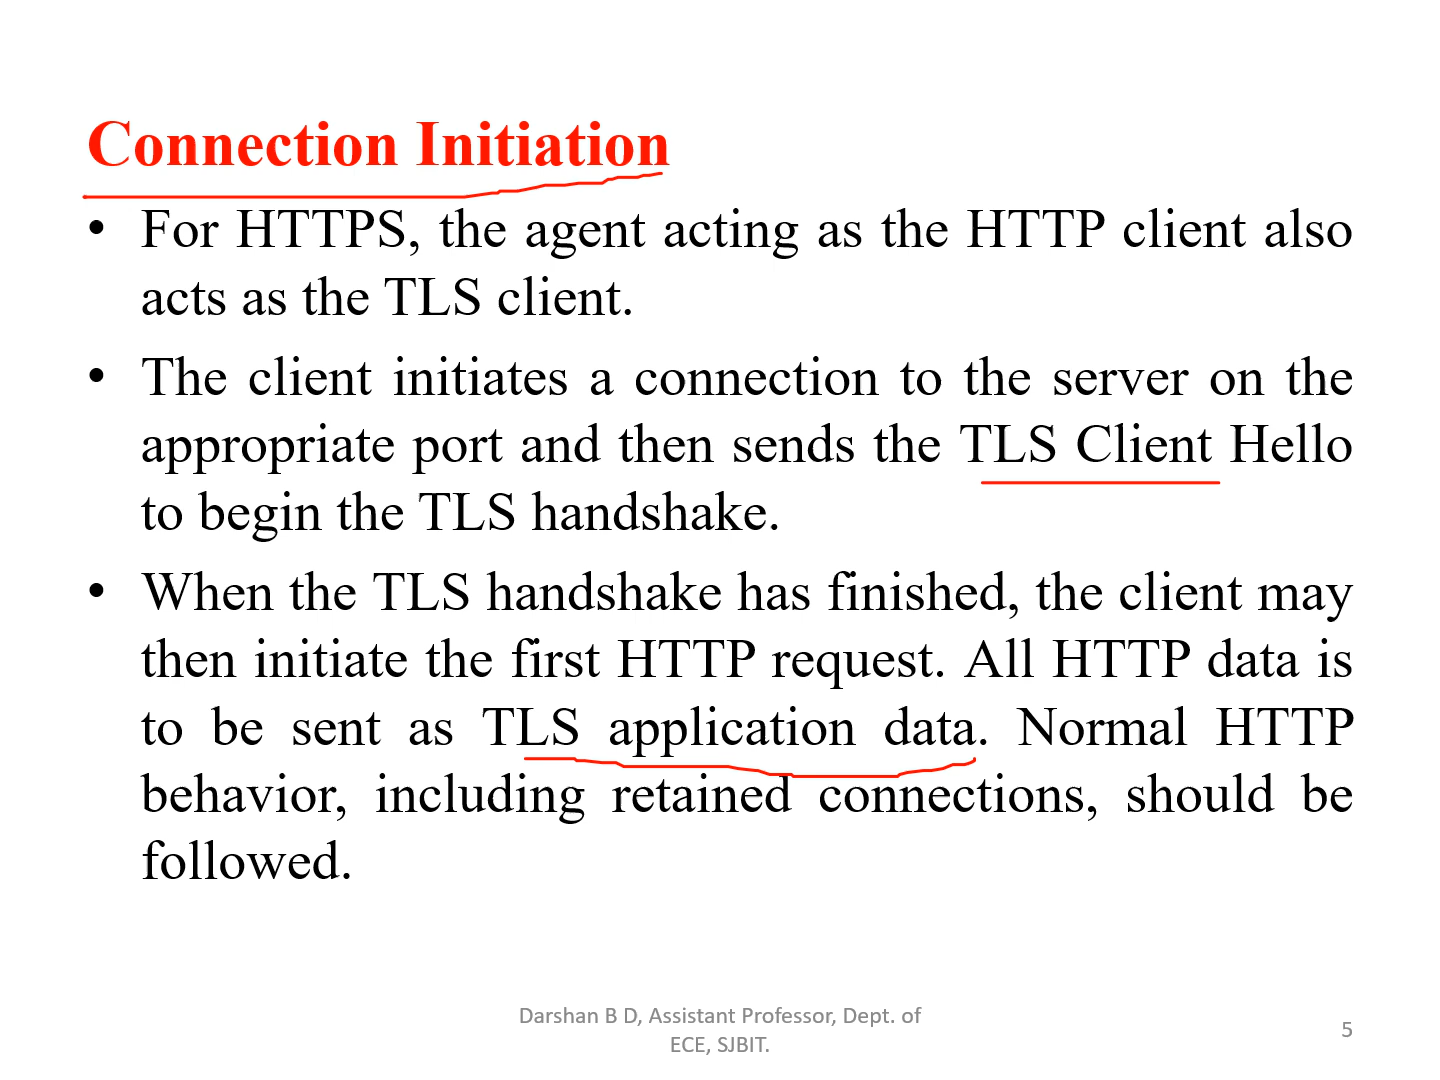 Connection Initiation
• For HTTPS, the agent acting as the HTTP client also
acts as the TLS client.
• The client initiates a connection to the server on the
appropriate port and then sends the TLS Client Hello
to begin the TLS handshake.
• When the TLS handshake has finished, the client may
then initiate the first HTTP request. All HTTP data is
to be sent as TLS application data. Normal HTTP
behavior, including retained connections, should be
followed.
Darshan B D, Assistant Professor, Dept. of
ECE, SJBIT.
5